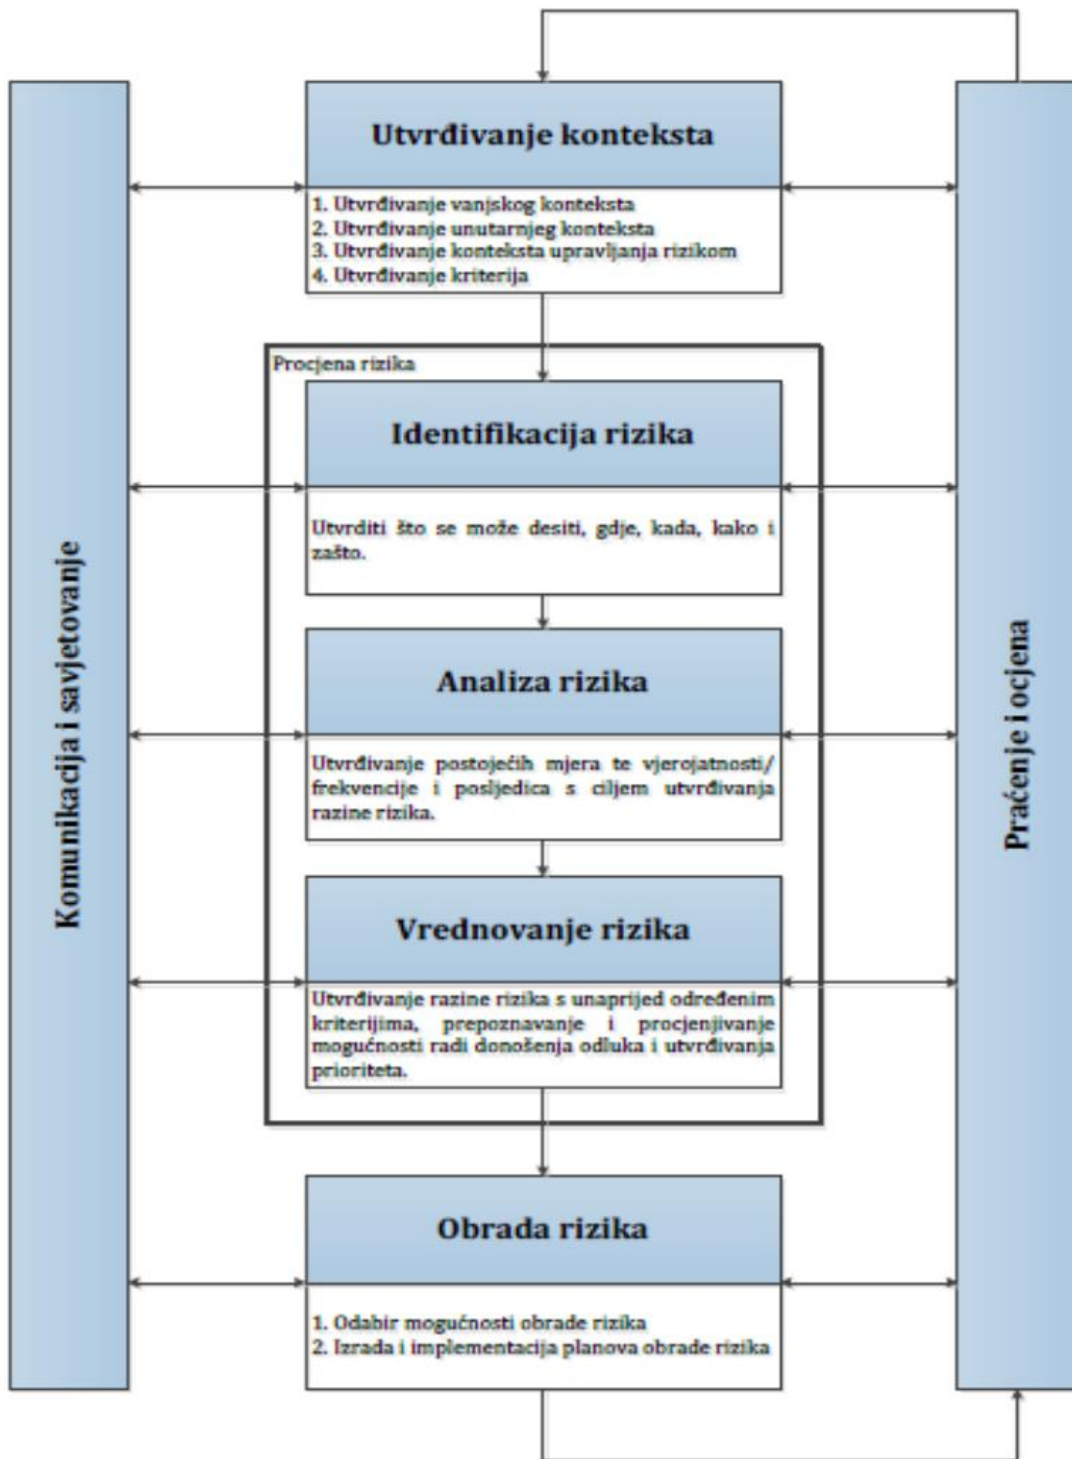 Utvrđivanje konteksta
1. Utvrđivanje vanjskog konteksta
2. Utvrđivanje unutarnjeg konteksta
3. Utvrđivanje konteksta upravljanja rizikom
4. Utvrđivanje kriterija
Procjena rizika
Identifikacija rizika
Utvrditi što se može desiti, gdje, kada, kako i
zašto.
Analiza rizika
Utvrđivanje postojećih mjera te vjerojatnosti/
frekvencije i posljedica s ciljem utvrđivanja
razine rizika.
Vrednovanje rizika
Utvrđivanje razine rizika s unaprijed određenim
kriterijima, prepoznavanje i procjenjivanje
mogućnosti radi donošenja odluka i utvrđivanja
prioriteta.
Obrada rizika
1. Odabir mogućnosti obrade rizika
2. Izrada i implementacija planova obrade rizika
Komunikacija i savjetovanje
Praćenje i ocjena